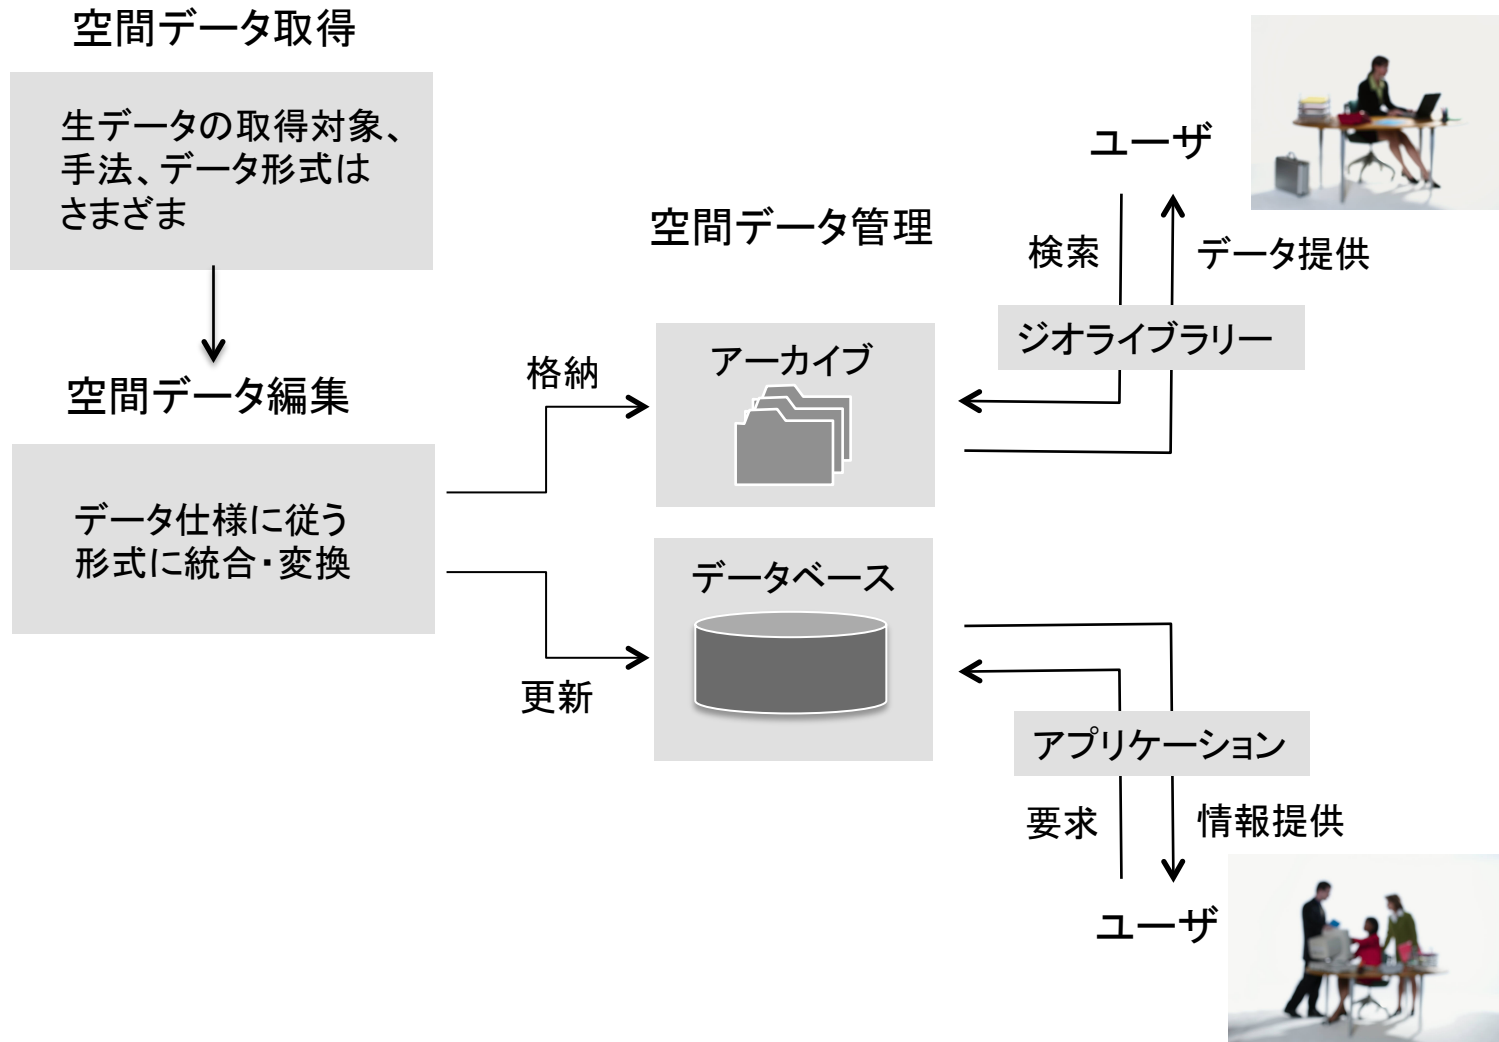 空間データ取得
生データの取得対象、
手法、データ形式は
さまざま
空間データ編集
データ仕様に従う
形式に統合・変換
格納
更新
空間データ管理
アーカイブ
データベース
ユーザ
検索
データ提供
ジオライブラリー
アプリケーション
要求
情報提供
ユーザ